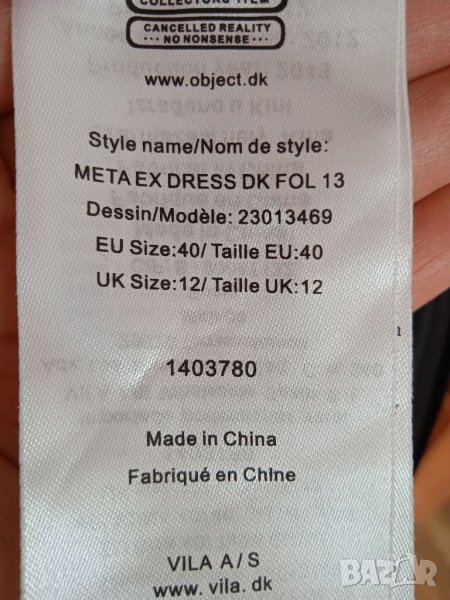 COLLECTORS ITEM
CANCELLED REALITY
NO NONSENSE
www.object.dk
Style name/Nom de style:
META EX DRESS DK FOL 13
Dessin/Modèle: 23013469
EU Size:40/ Taille EU:40
UK Size:12/ Taille UK:12
1403780
Made in China
Fabriqué en Chine
VILA A/S
www. vila. dk
BAZAR